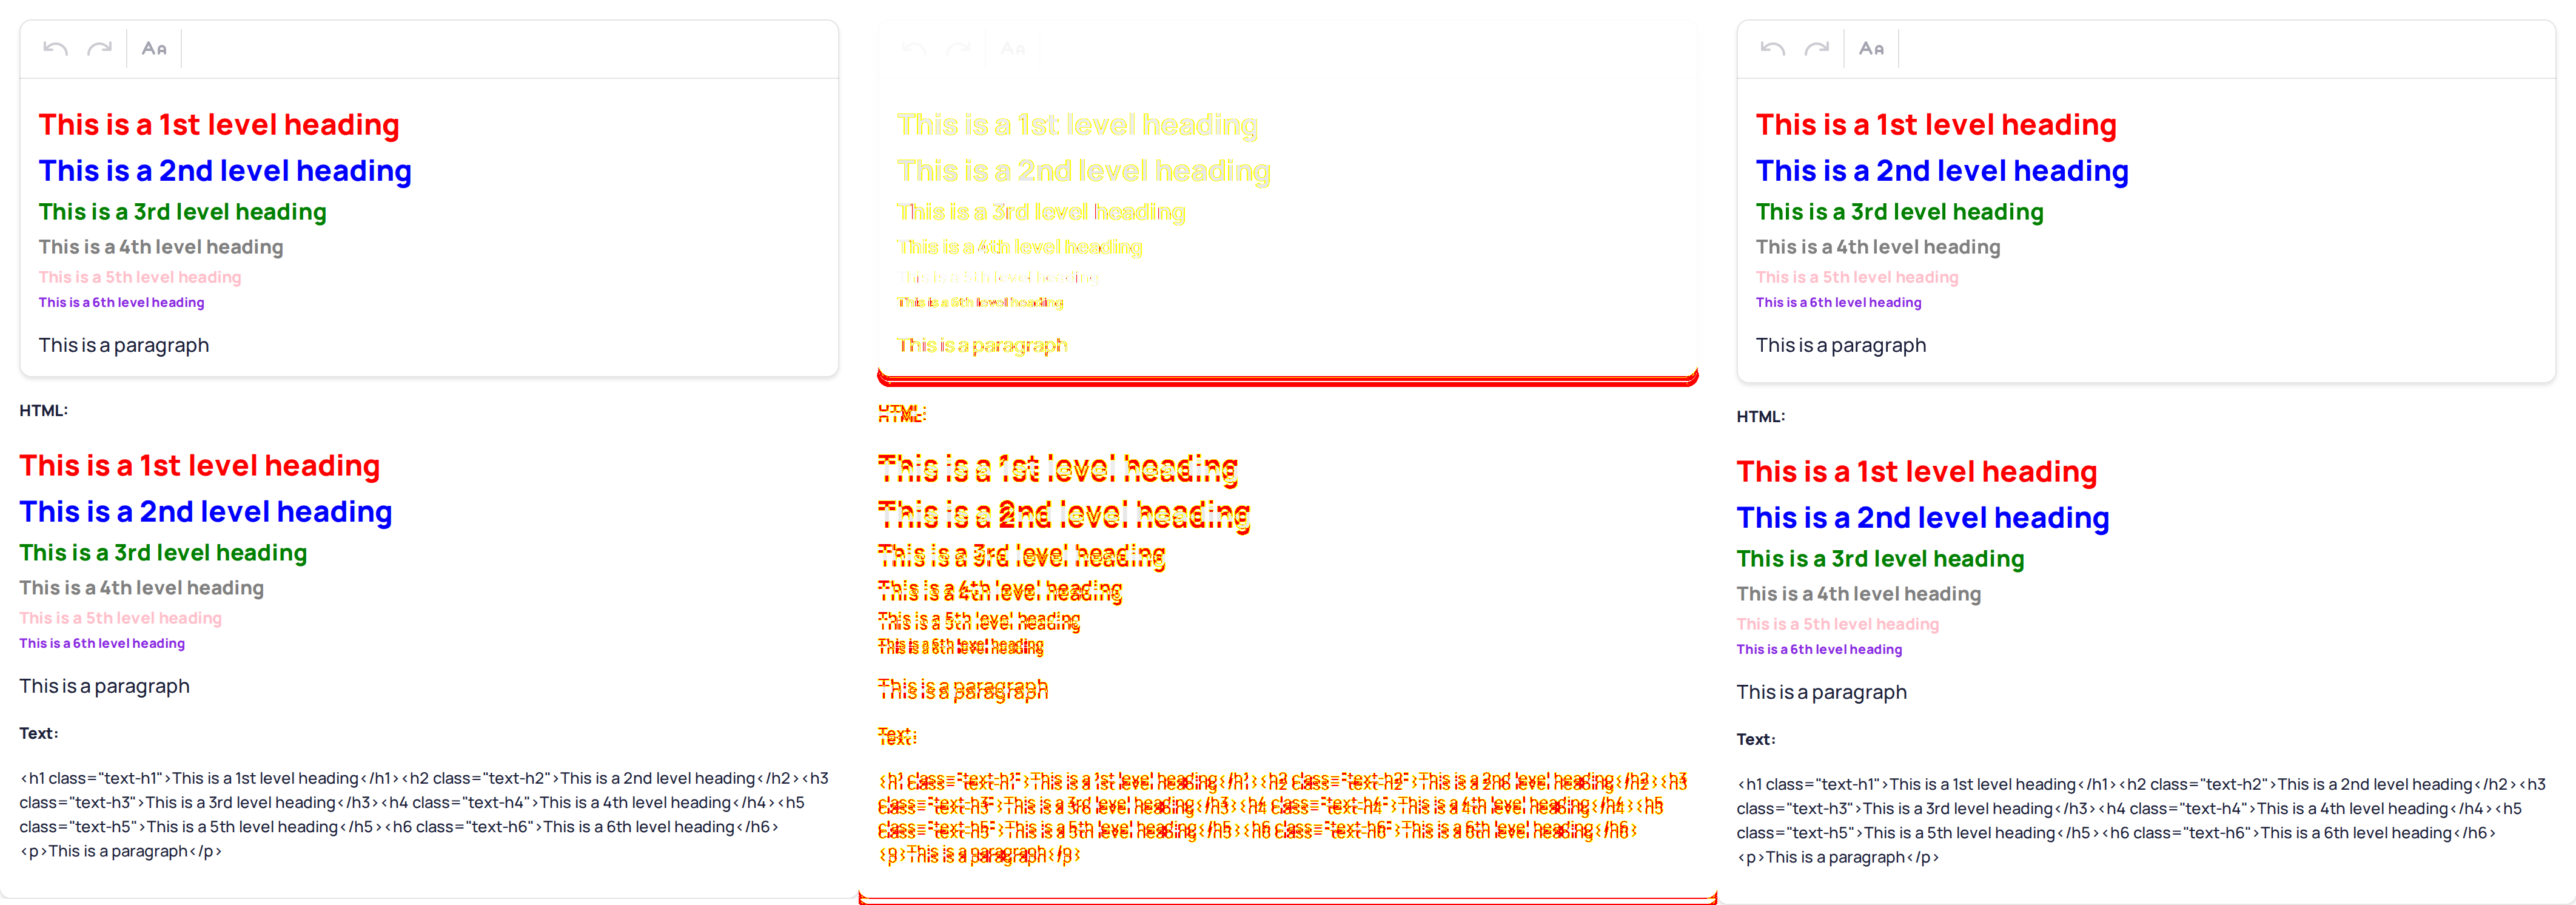 AA
This is a 1st level heading
This is a 2nd level heading
This is a 3rd level heading
This is a 4th level heading
This is a 5th level heading
This is a 6th level heading
This is a paragraph
HTML:
This is a 1st level heading
This is a 2nd level heading
This is a 3rd level heading
This is a 4th level heading
This is a 5th level heading
This is a 6th level heading
This is a paragraph
Text:
<h1 class="text-h1">This is a 1st level heading</h1><h2 class="text-h2">This is a 2nd level heading</h2><h3
class="text-h3">This is a 3rd level heading</h3><h4 class="text-h4">This is a 4th level heading</h4><h5
class="text-h5">This is a 5th level heading</h5><h6 class="text-h6">This is a 6th level heading</h6>
<p>This is a paragraph</p>
AA
This is a 1st level heading
This is a 2nd level heading
This is a 3rd level heading
This is a 4th level heading
This is a 5th level heading
This is a 6th level heading
This is a paragraph
HTML:
This is a 1st level heading
This is a 2nd level heading
This is a 3rd level heading
This is a 4th level heading
This is a 5th level heading
This is a 6th level heading
This is a paragraph
Text:
<h1 class="text-h1">This is a 1st level heading</h1><h2 class="text-h2">This is a 2nd level heading</h2><h3
class="text-h3">This is a 3rd level heading</h3><h4 class="text-h4">This is a 4th level heading</h4><h5
class="text-h5">This is a 5th level heading</h5><h6 class="text-h6">This is a 6th level heading</h6>
<p>This is a paragraph</p>
AA
This is a 1st level heading
This is a 2nd level heading
This is a 3rd level heading
This is a 4th level heading
This is a 5th level heading
This is a 6th level heading
This is a paragraph
HTML:
This is a 1st level heading
This is a 2nd level heading
This is a 3rd level heading
This is a 4th level heading
This is a 5th level heading
This is a 6th level heading
This is a paragraph
Text:
<h1 class="text-h1">This is a 1st level heading</h1><h2 class="text-h2">This is a 2nd level heading</h2><h3
class="text-h3">This is a 3rd level heading</h3><h4 class="text-h4">This is a 4th level heading</h4><h5
class="text-h5">This is a 5th level heading</h5><h6 class="text-h6">This is a 6th level heading</h6>
<p>This is a paragraph</p>